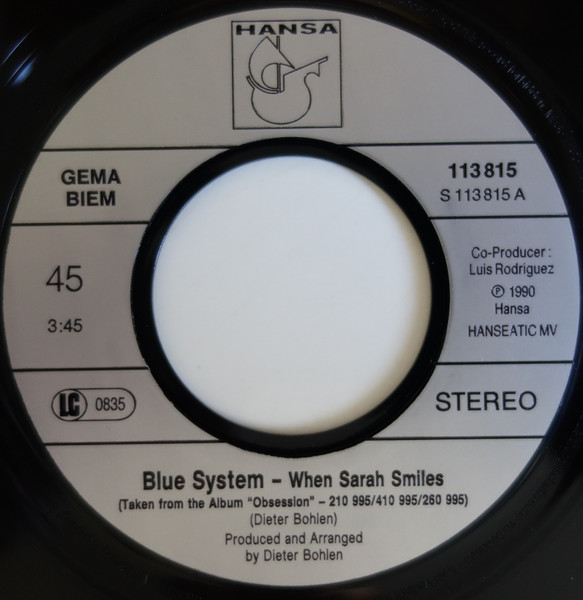 HANSA
GEMA
BIEM
113 815
S 113 815 A
45
3:45
Co-Producer :
Luis Rodriguez
℗ 1990
Hansa
HANSEATIC MV
LC 0835
STEREO
Blue System – When Sarah Smiles
(Taken from the Album "Obsession" – 210 995/410 995/260 995)
(Dieter Bohlen)
Produced and Arranged
by Dieter Bohlen